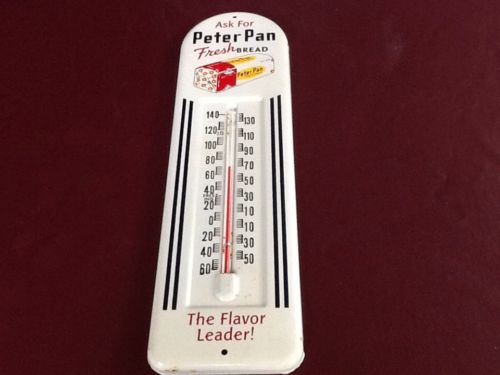 Ask For
Peter Pan
Fresh BREAD
Peter Pan
140 130
120 110
100 90
80 70
60 50
40 30
20 10
0 10
20 30
40 50
60
The Flavor
Leader!